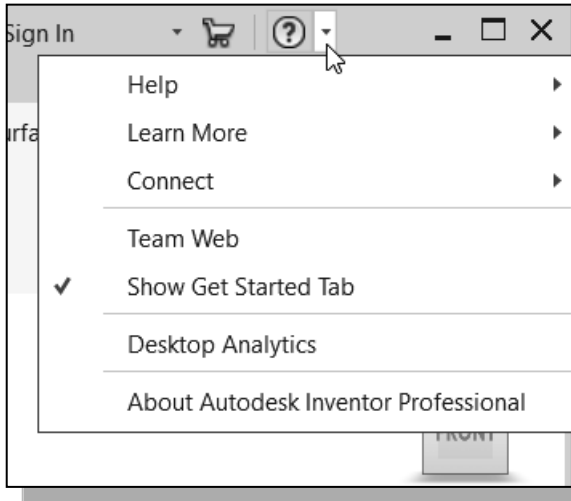 Sign In
Help
urfa
Learn More
Connect
Team Web
Show Get Started Tab
Desktop Analytics
About Autodesk Inventor Professional
FRONT